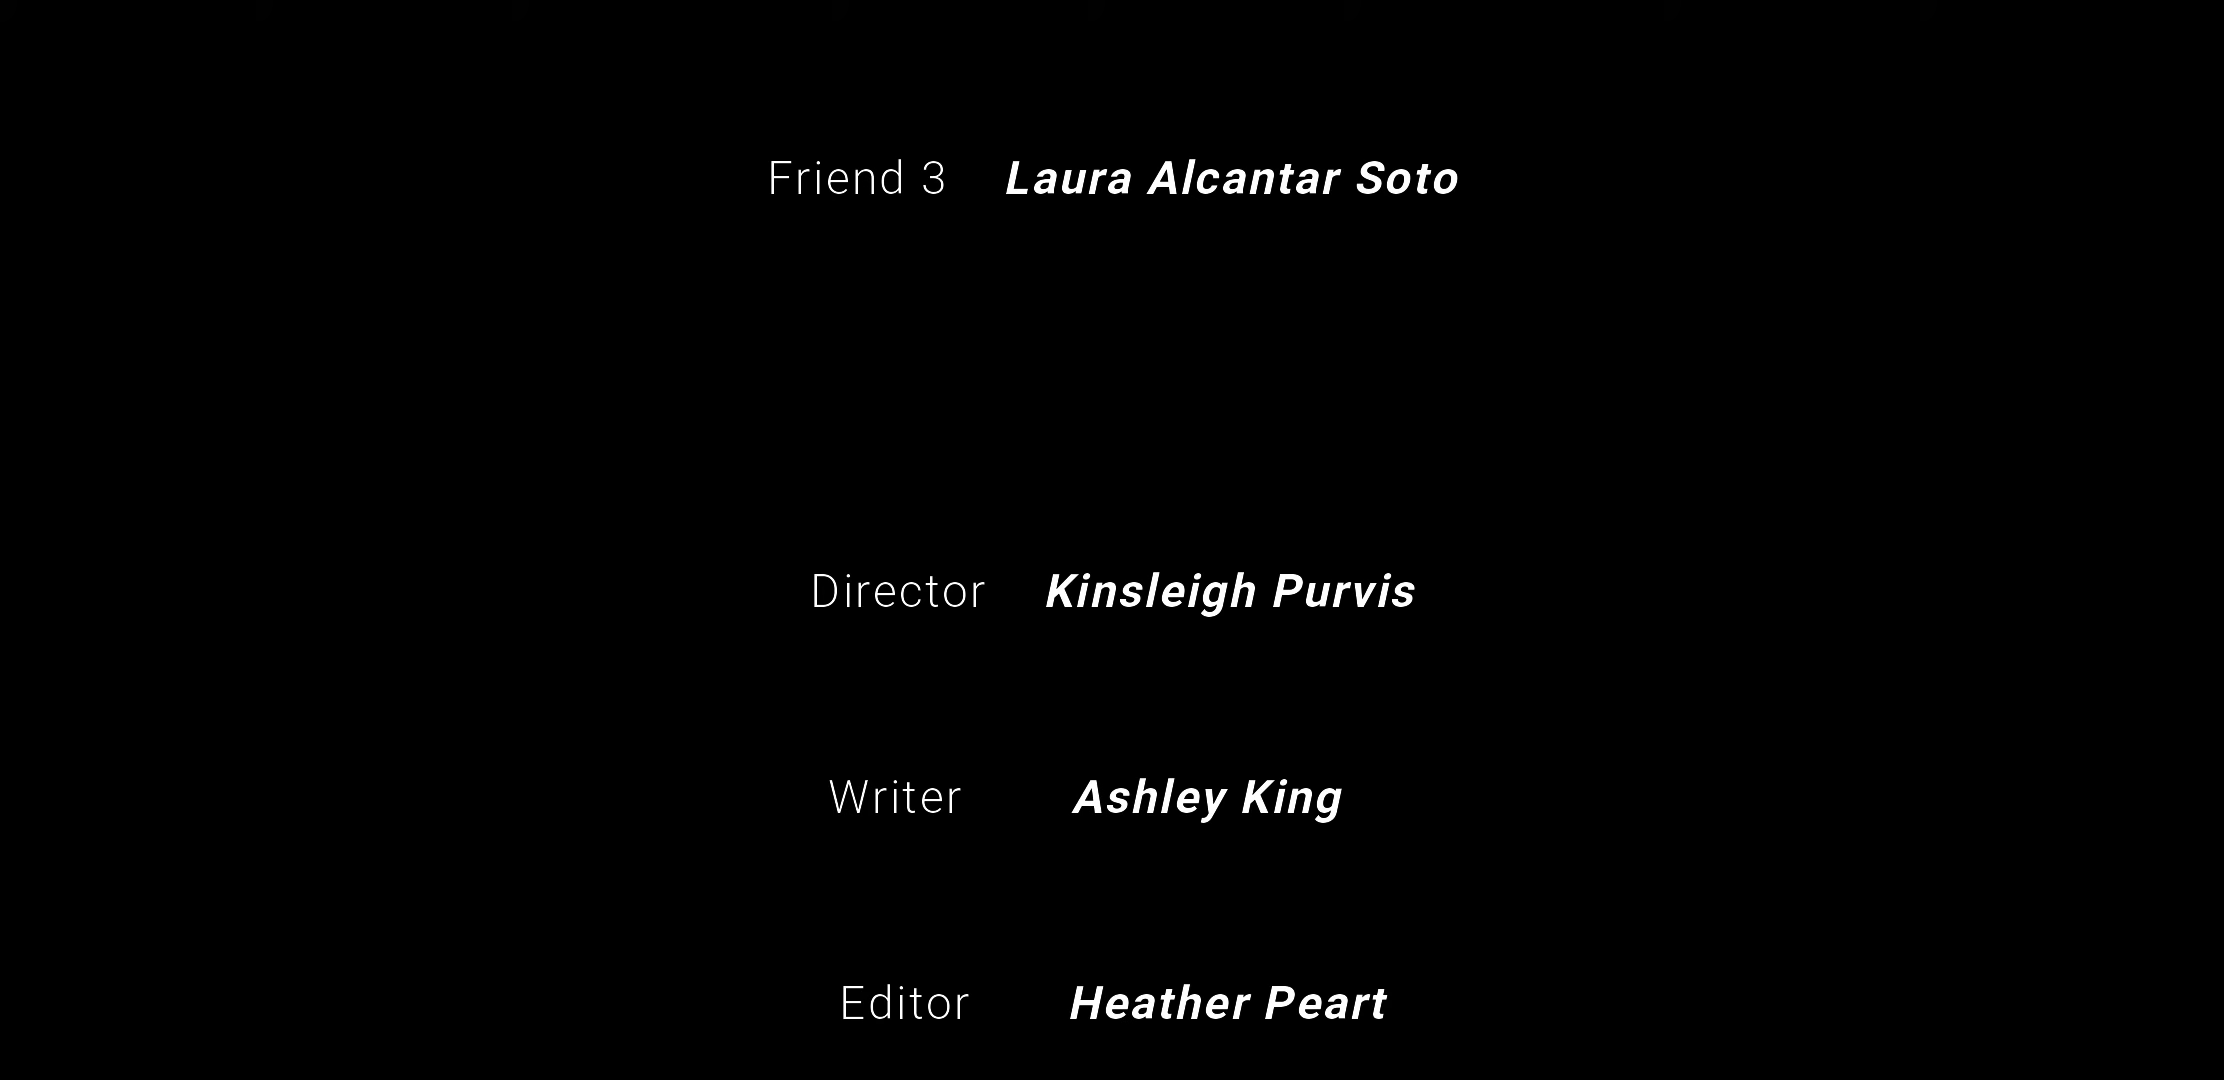 Friend 3 Laura Alcantar Soto
Director Kinsleigh Purvis
Writer Ashley King
Editor Heather Peart